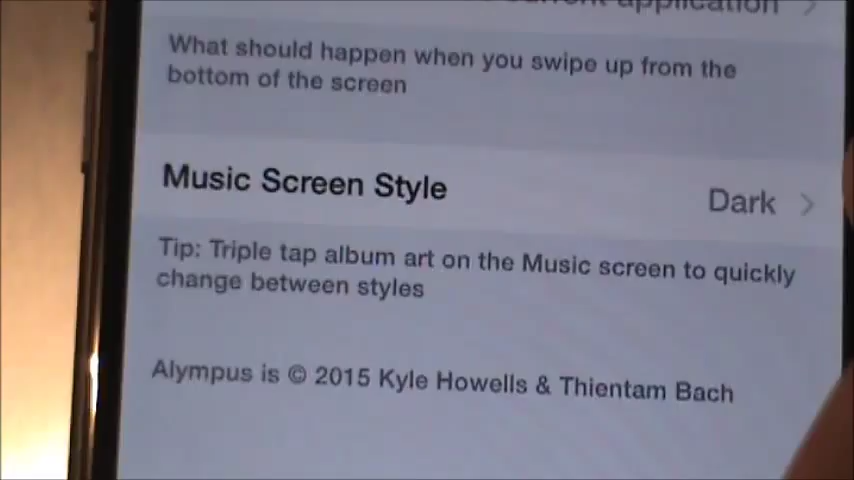 current application
What should happen when you swipe up from the
bottom of the screen
Music Screen Style
Dark
Tip: Triple tap album art on the Music screen to quickly
change between styles
Alympus is © 2015 Kyle Howells & Thientam Bach